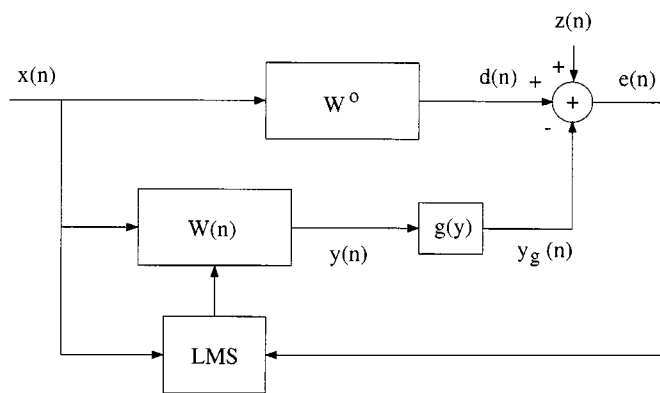 z(n)
x(n)
d(n)
+
+
e(n)
W°
+
-
W(n)
y(n)
g(y)
y_g(n)
LMS